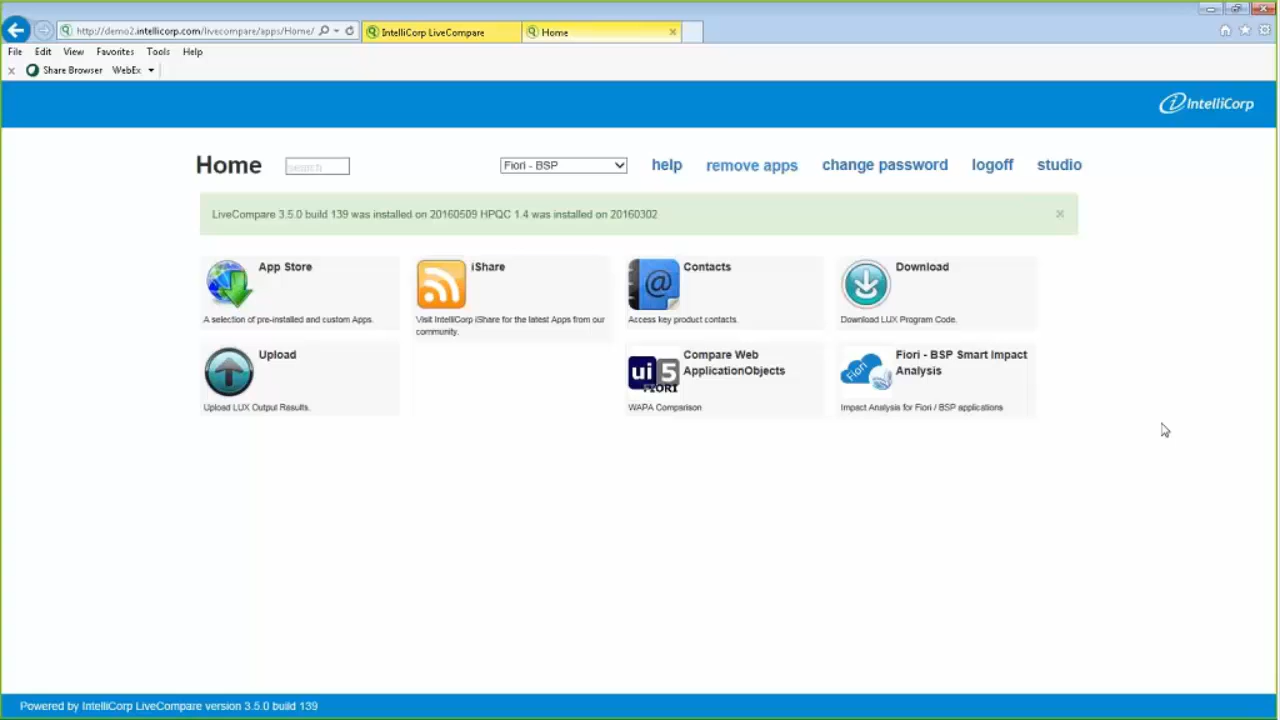 http://demo2.intellicorp.com/livecompare/apps/Home/
IntelliCorp LiveCompare
Home
File Edit View Favorites Tools Help
Share Browser WebEx
IntelliCorp
Home
search
Fiori - BSP
help
remove apps
change password
logoff
studio
LiveCompare 3.5.0 build 139 was installed on 20160509 HPQC 1.4 was installed on 20160302
App Store
A selection of pre-installed and custom Apps.
iShare
Visit IntelliCorp iShare for the latest Apps from our
community.
Contacts
Access key product contacts.
Download
Download LUX Program Code.
Upload
Upload LUX Output Results.
ui 5
FIORI
Compare Web
ApplicationObjects
WAPA Comparison
Fiori
Fiori - BSP Smart Impact
Analysis
Impact Analysis for Fiori / BSP applications
Powered by IntelliCorp LiveCompare version 3.5.0 build 139